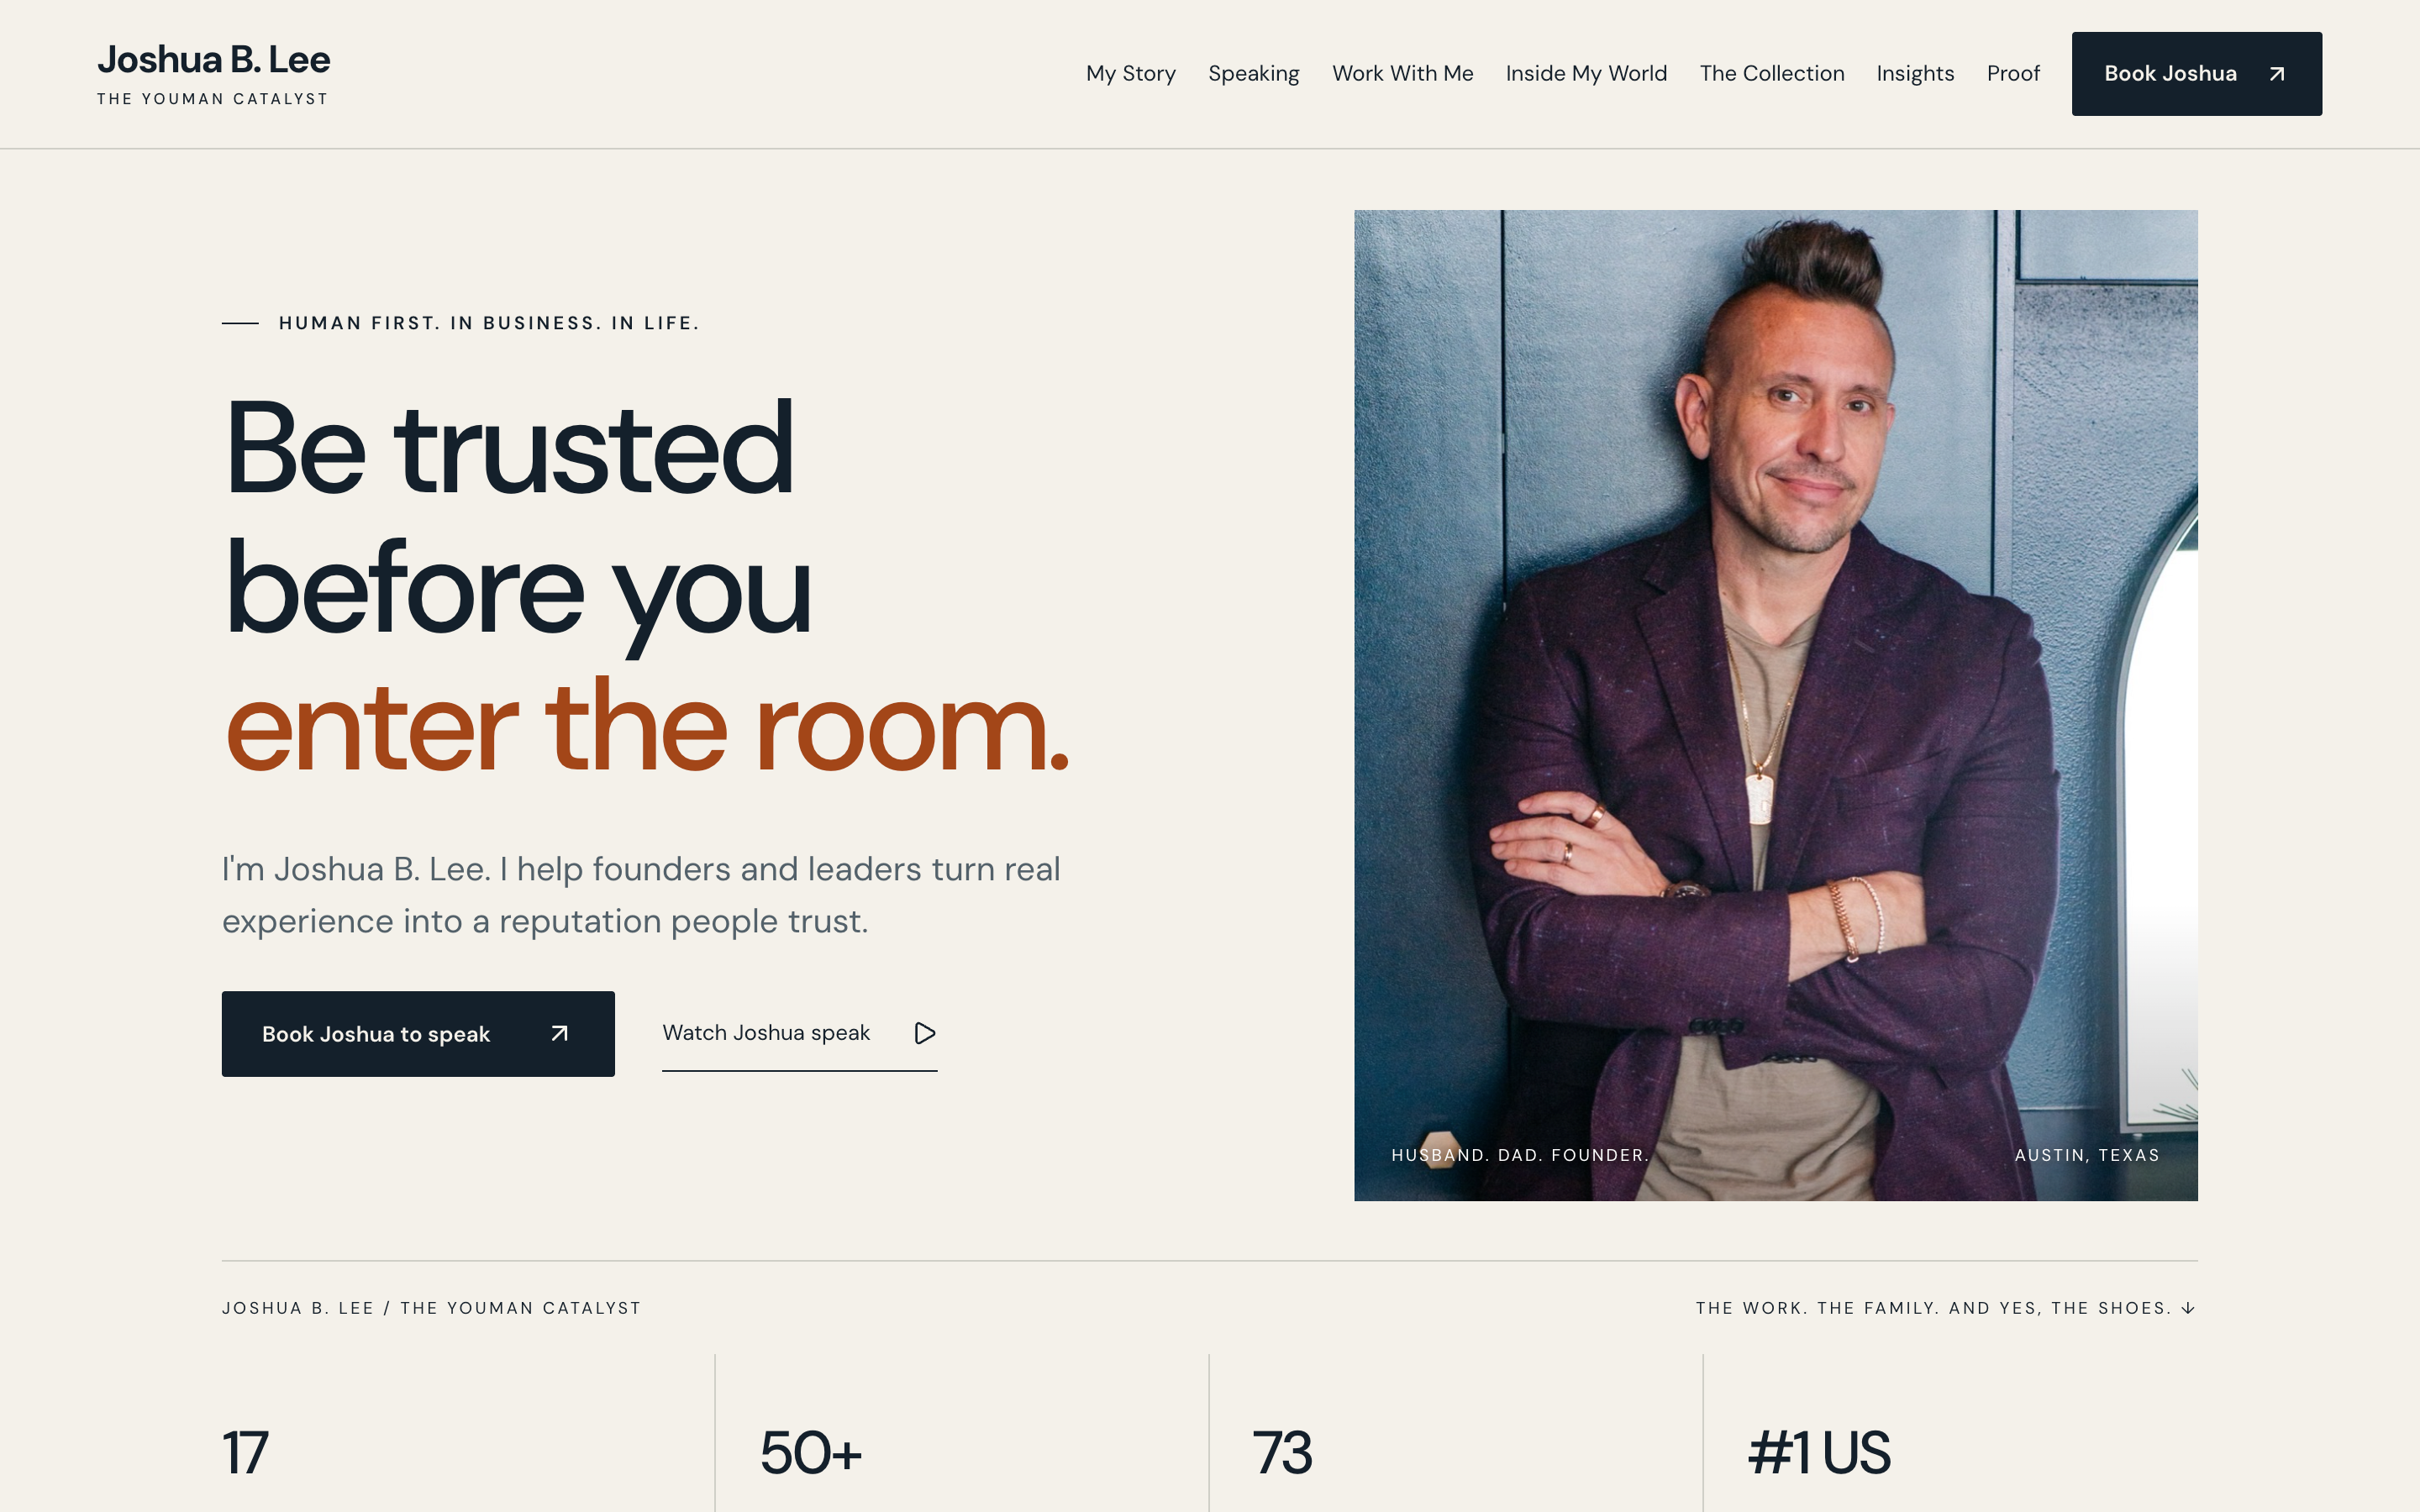 Joshua B. Lee
THE YOUMAN CATALYST
My Story
Speaking
Work With Me
Inside My World
The Collection
Insights
Proof
Book Joshua
HUMAN FIRST. IN BUSINESS. IN LIFE.
Be trusted
before you
enter the room.
I'm Joshua B. Lee. I help founders and leaders turn real
experience into a reputation people trust.
Book Joshua to speak
Watch Joshua speak
HUSBAND. DAD. FOUNDER.
AUSTIN, TEXAS
JOSHUA B. LEE / THE YOUMAN CATALYST
THE WORK. THE FAMILY. AND YES, THE SHOES. ↓
17
50+
73
#1 US